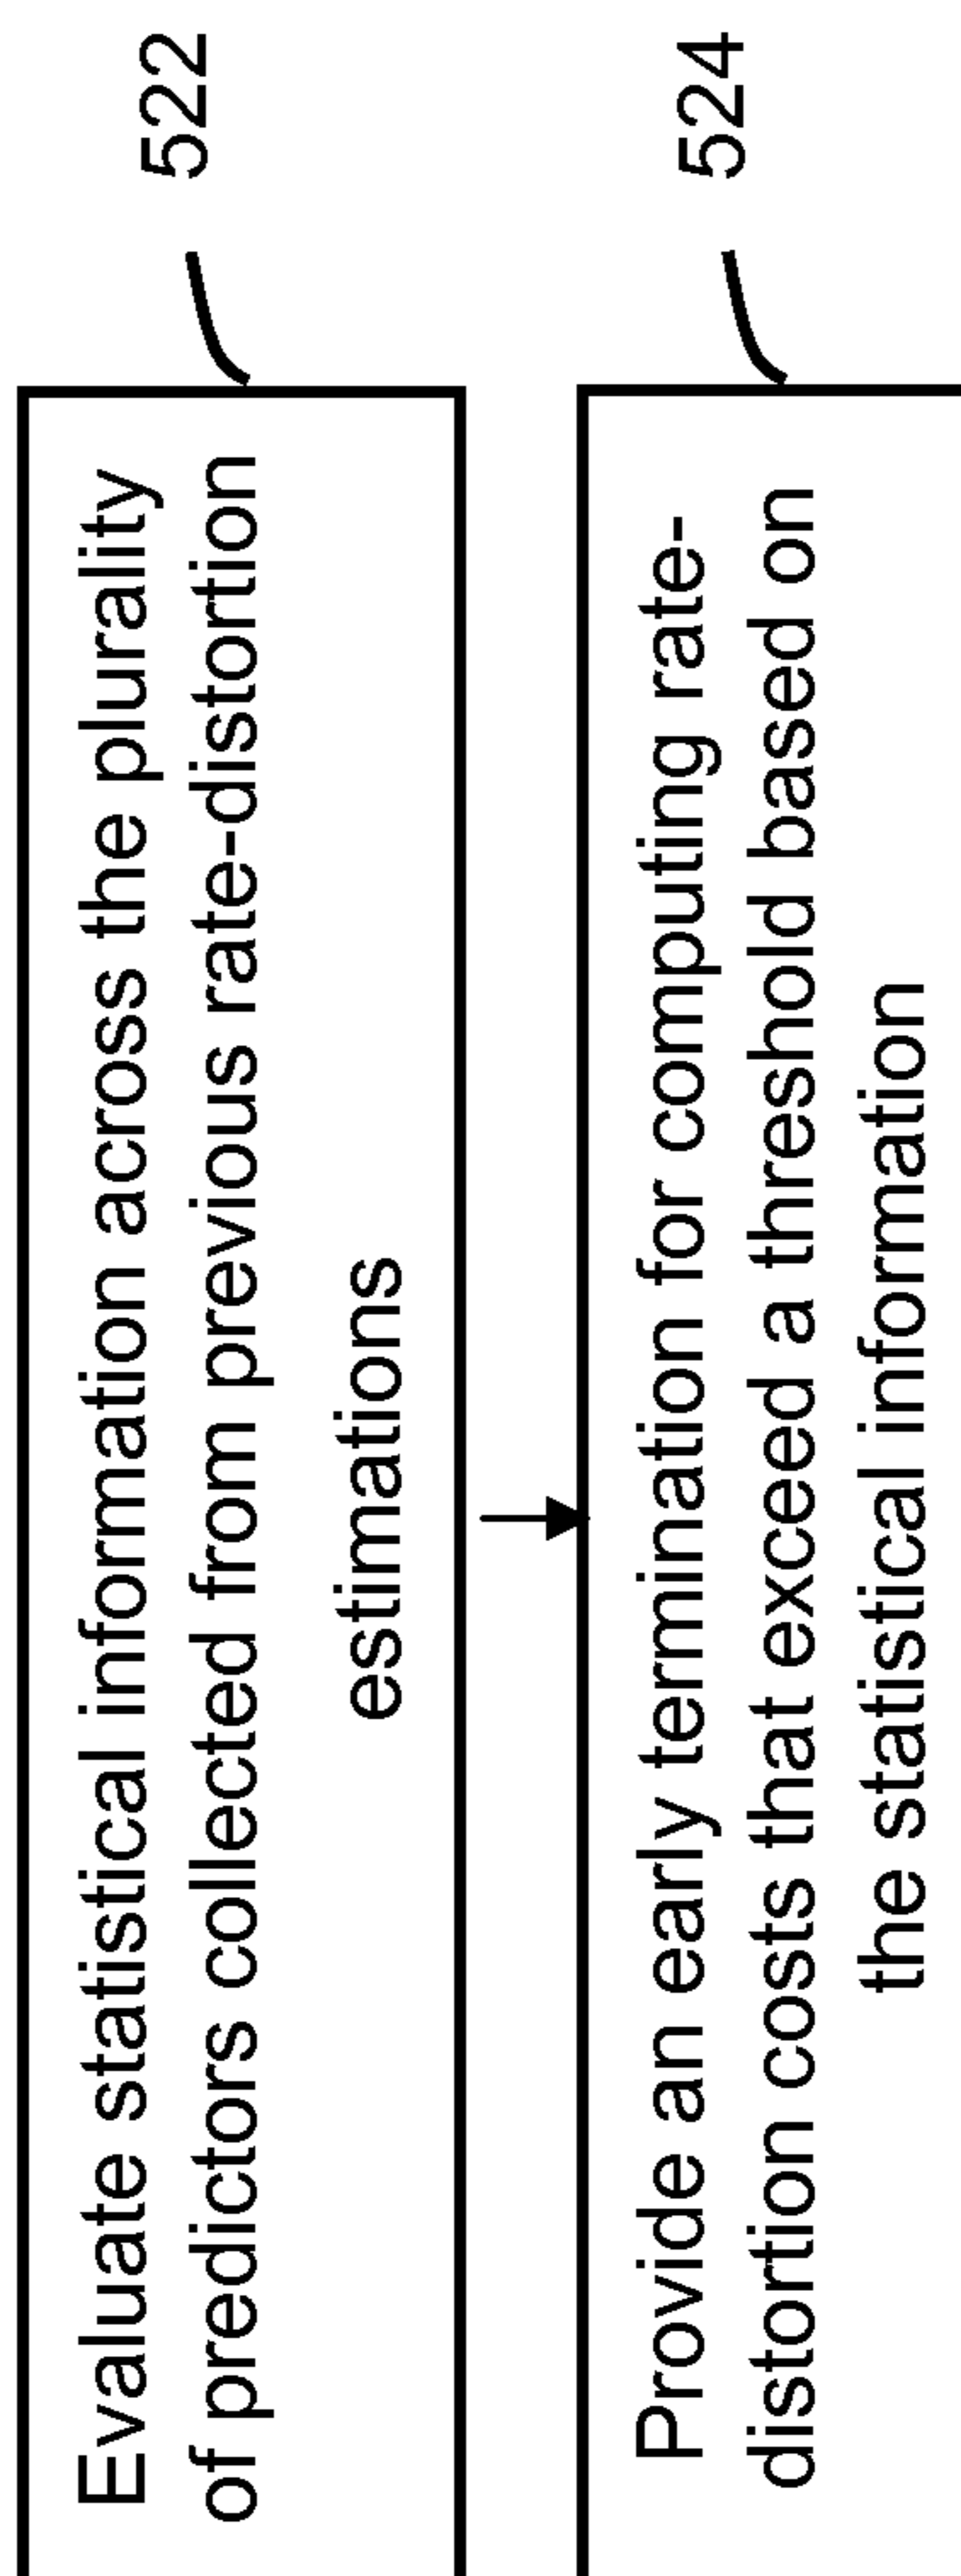 Evaluate statistical information across the plurality
of predictors collected from previous rate-distortion
estimations
522
Provide an early termination for computing rate-
distortion costs that exceed a threshold based on
the statistical information
524